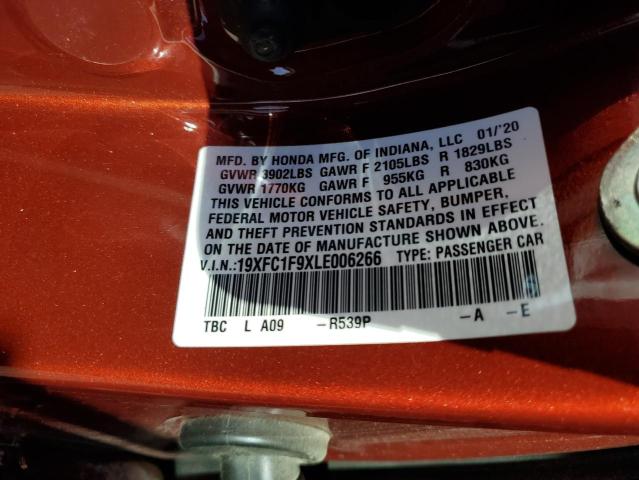 MFD. BY HONDA MFG. OF INDIANA, LLC 01/'20
GVWR 3902LBS GAWR F 2105LBS R 1829LBS
GVWR 1770KG GAWR F 955KG R 830KG
THIS VEHICLE CONFORMS TO ALL APPLICABLE
FEDERAL MOTOR VEHICLE SAFETY, BUMPER,
AND THEFT PREVENTION STANDARDS IN EFFECT
ON THE DATE OF MANUFACTURE SHOWN ABOVE.
V.I.N.:19XFC1F9XLE006266 TYPE: PASSENGER CAR
TBC L A09 -R539P -A -E